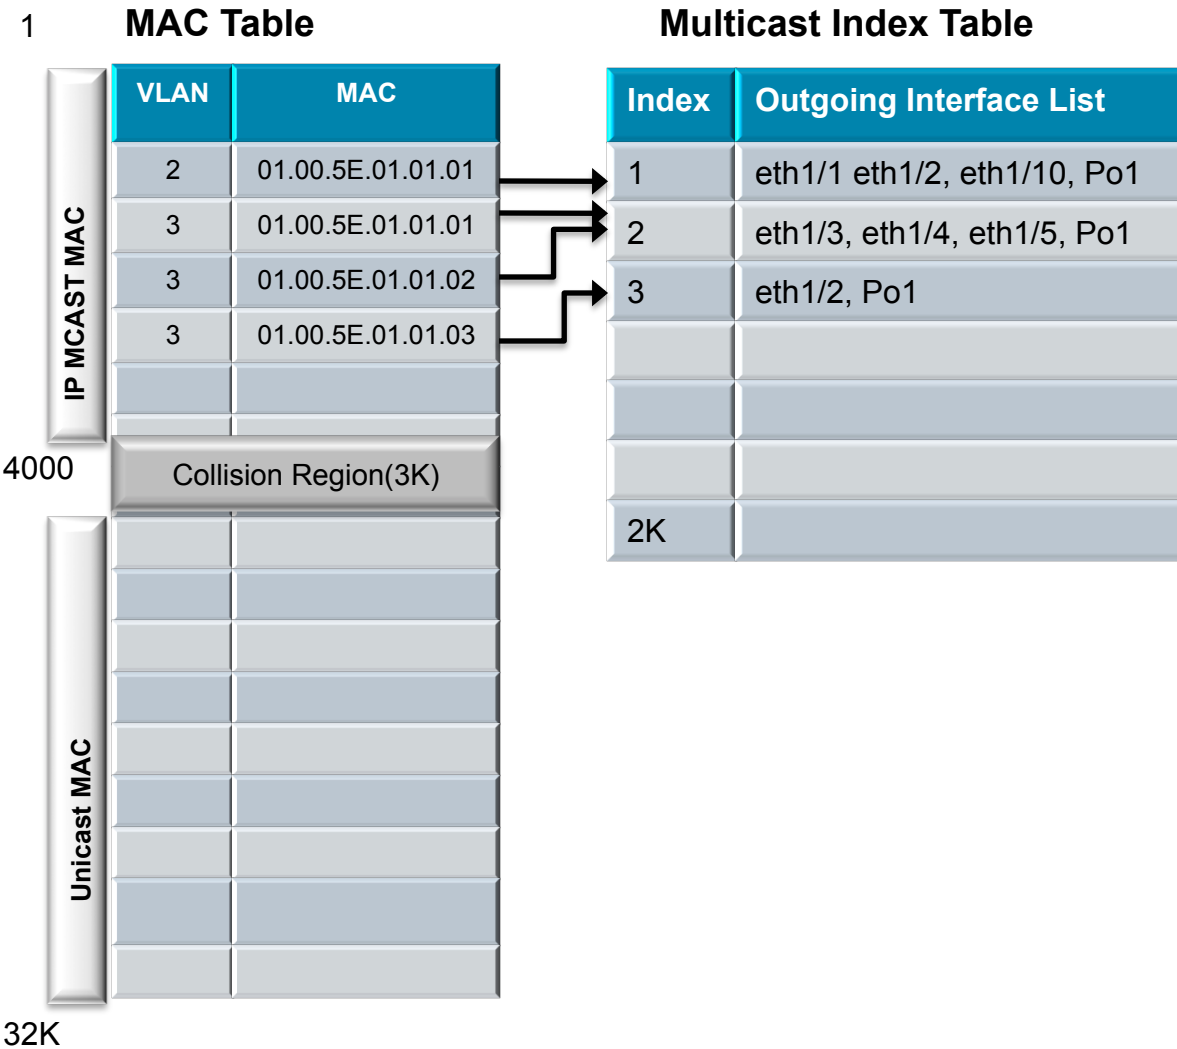 1
MAC Table
Multicast Index Table
VLAN MAC
2 01.00.5E.01.01.01
3 01.00.5E.01.01.01
3 01.00.5E.01.01.02
3 01.00.5E.01.01.03
IP MCAST MAC
4000
Collision Region(3K)
Unicast MAC
32K
Index Outgoing Interface List
1 eth1/1 eth1/2, eth1/10, Po1
2 eth1/3, eth1/4, eth1/5, Po1
3 eth1/2, Po1
2K